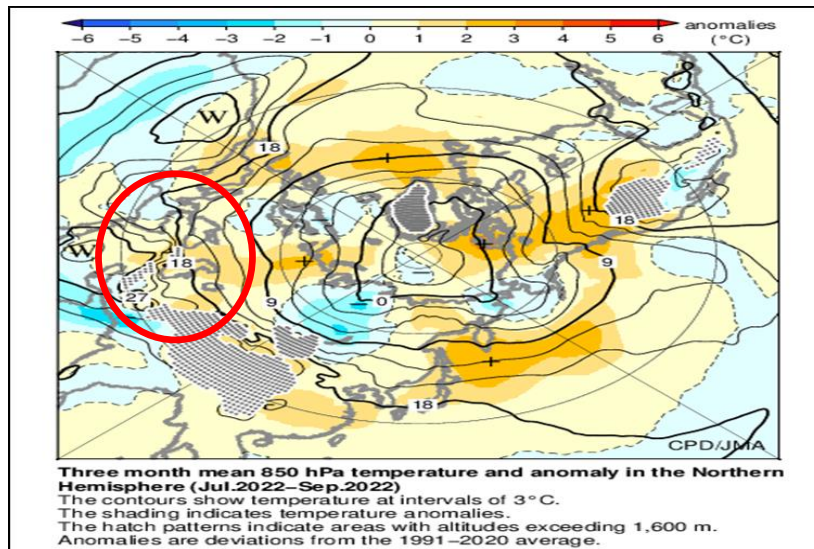 anomalies
−6 −5 −4 −3 −2 −1 0 1 2 3 4 5 6 (°C)
W
18
W
18
27
9
0
18
9
18
CPD/JMA
Three month mean 850 hPa temperature and anomaly in the Northern
Hemisphere (Jul.2022−Sep.2022)
The contours show temperature at intervals of 3°C.
The shading indicates temperature anomalies.
The hatch patterns indicate areas with altitudes exceeding 1,600 m.
Anomalies are deviations from the 1991−2020 average.